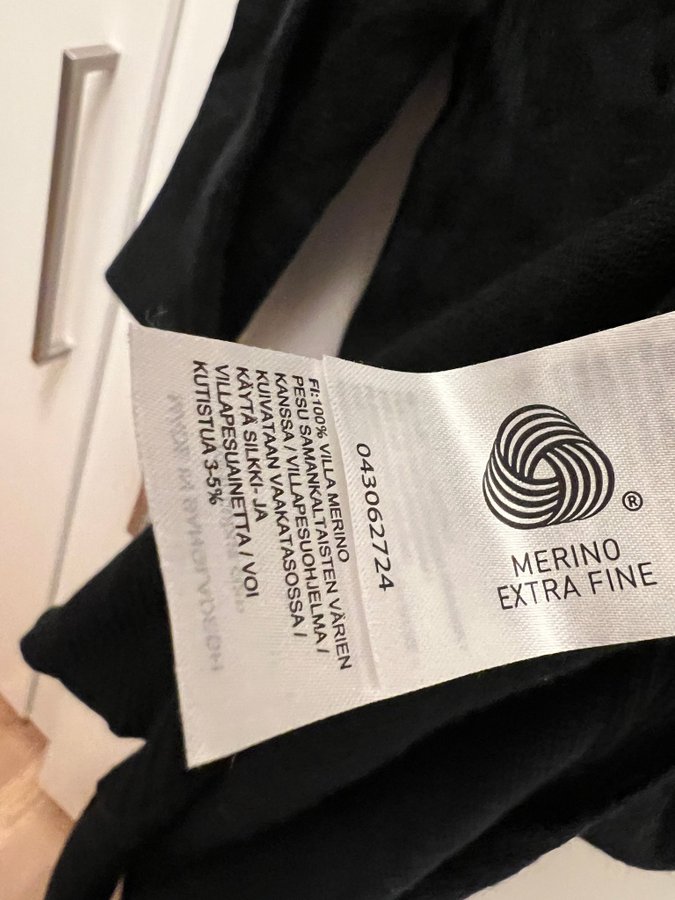 MERINO
EXTRA FINE
®
043062724
FI:100% VILLA MERINO
PESU SAMANKALTAISTEN VÄRIEN
KANSSA / VILLAPESUOHJELMA /
KUIVATAAN VAAKATASOSSA /
KÄYTÄ SILKKI- JA
VILLAPESUAINETTA / VOI
KUTISTUA 3-5%